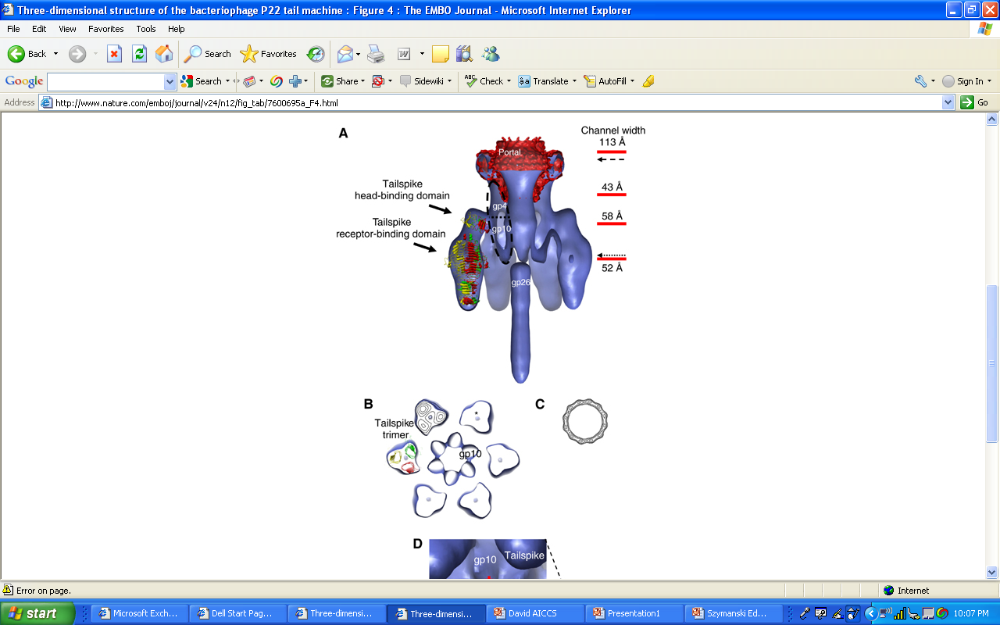 Three-dimensional structure of the bacteriophage P22 tail machine : Figure 4 : The EMBO Journal - Microsoft Internet Explorer
File Edit View Favorites Tools Help
Back Search Favorites
Google Search Share Sidewiki Check Translate AutoFill Sign In
Address http://www.nature.com/emboj/journal/v24/n12/fig_tab/7600695a_F4.html Go
A
Channel width
113 Å
Portal
Tailspike
head-binding domain
43 Å
gp4
58 Å
Tailspike
receptor-binding domain
gp10
52 Å
gp26
B
C
Tailspike
trimer
gp10
D
gp10
Tailspike
Error on page.
Internet
start
Microsoft Exch...
Dell Start Pag...
Three-dimensi...
Three-dimensi...
David AICCS
Presentation1
Szymanski Ed...
10:07 PM